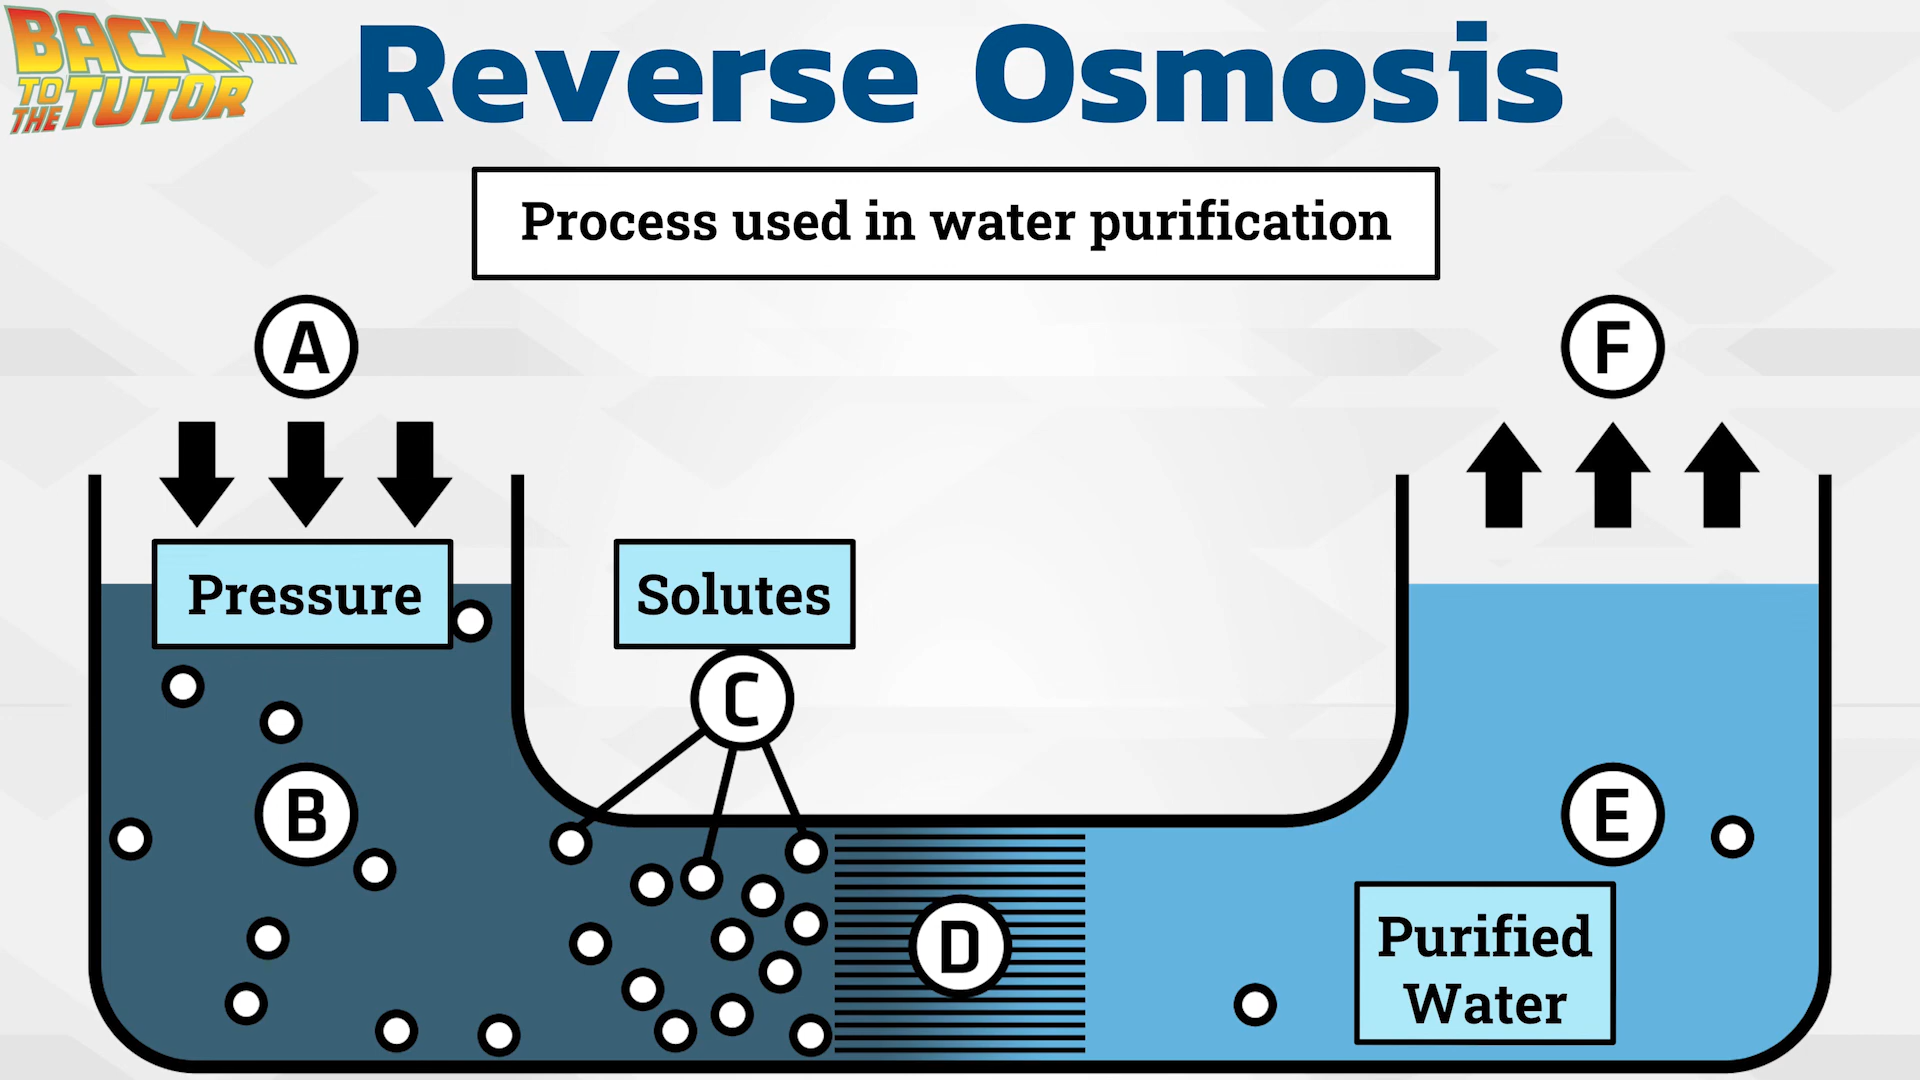 BACK
TO
THE TUTOR
Reverse Osmosis
Process used in water purification
A
F
Pressure
Solutes
C
B
E
D
Purified
Water